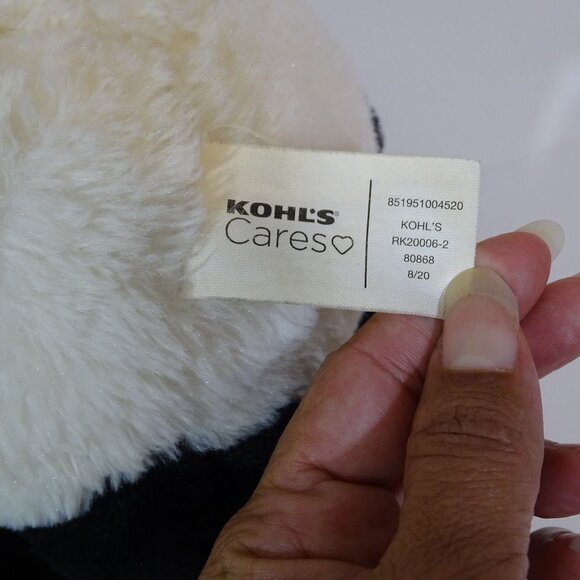 KOHL'S®
Cares♡
851951004520
KOHL'S
RK20006-2
80868
8/20